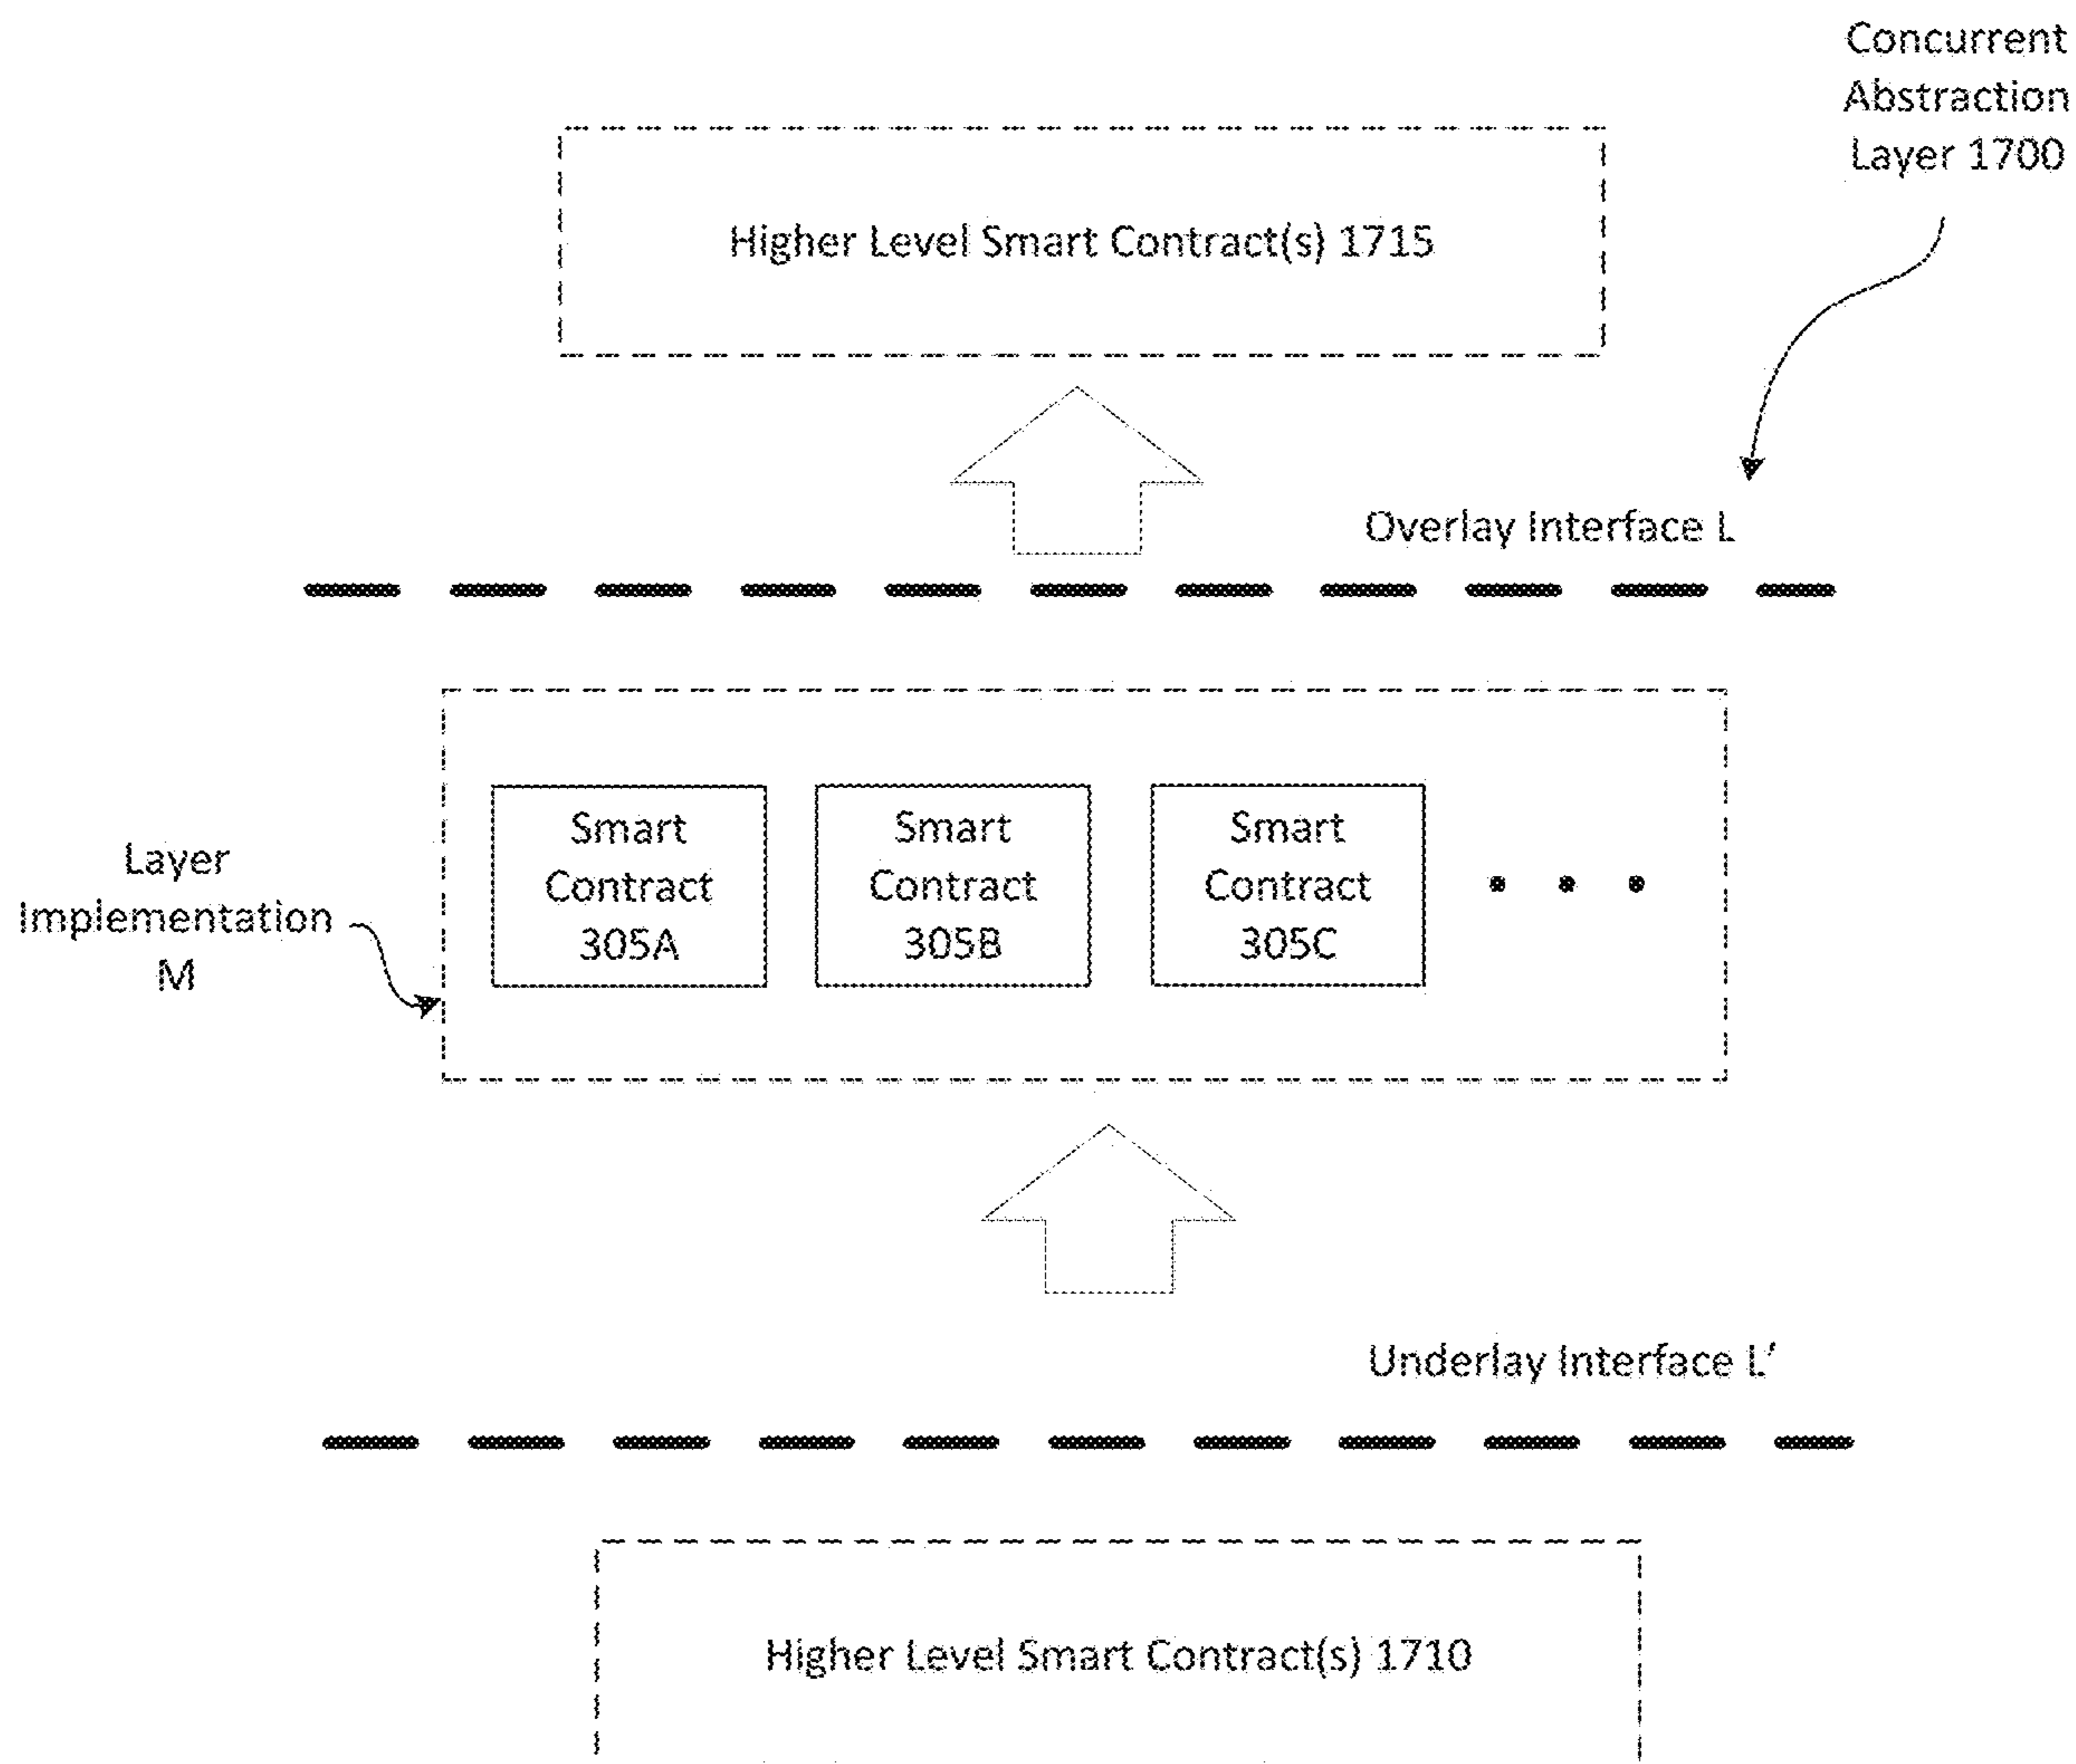 Concurrent
Abstraction
Layer 1700
Higher Level Smart Contract(s) 1715
Overlay Interface L
Smart
Contract
305A
Smart
Contract
305B
Smart
Contract
305C
Layer
Implementation
M
Underlay Interface L'
Higher Level Smart Contract(s) 1710